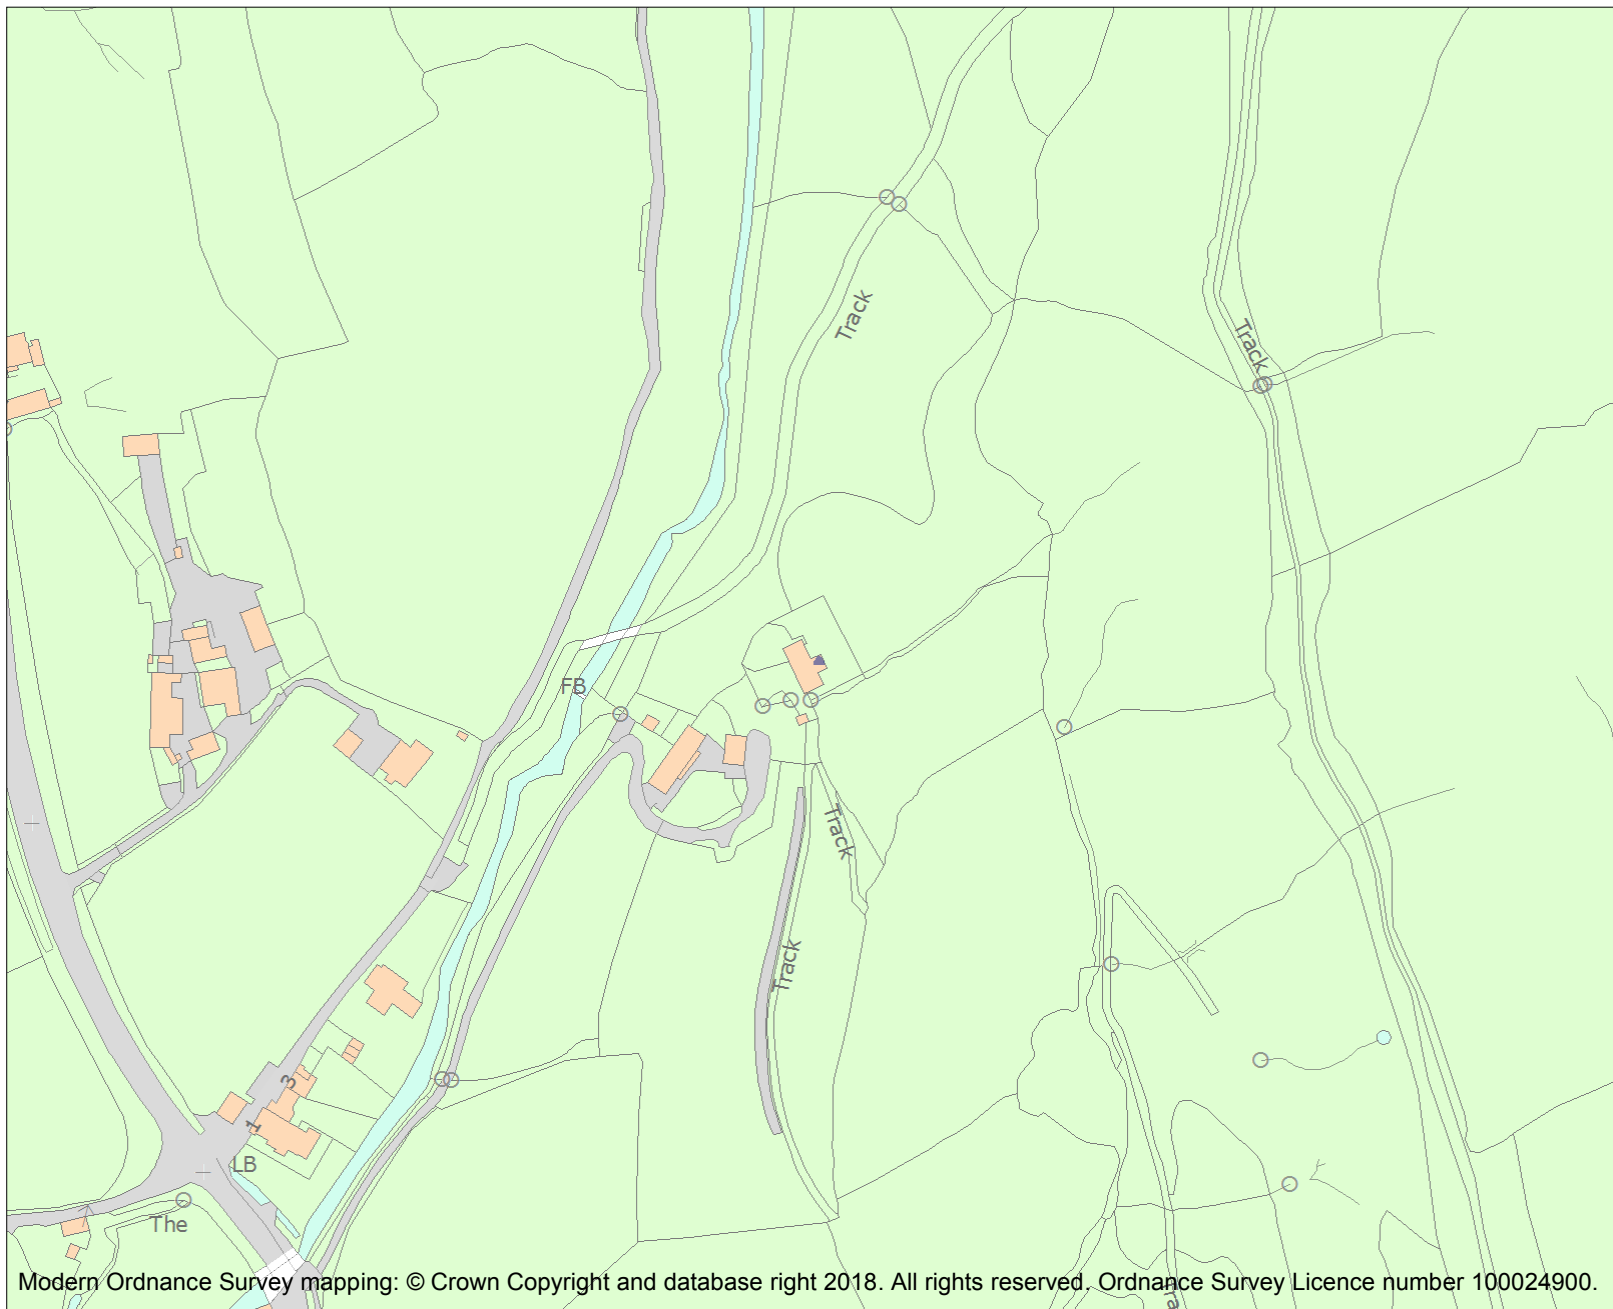 Track
Track
FB
Track
Track
3
1
LB
The
Tra
Modern Ordnance Survey mapping: © Crown Copyright and database right 2018. All rights reserved. Ordnance Survey Licence number 100024900.